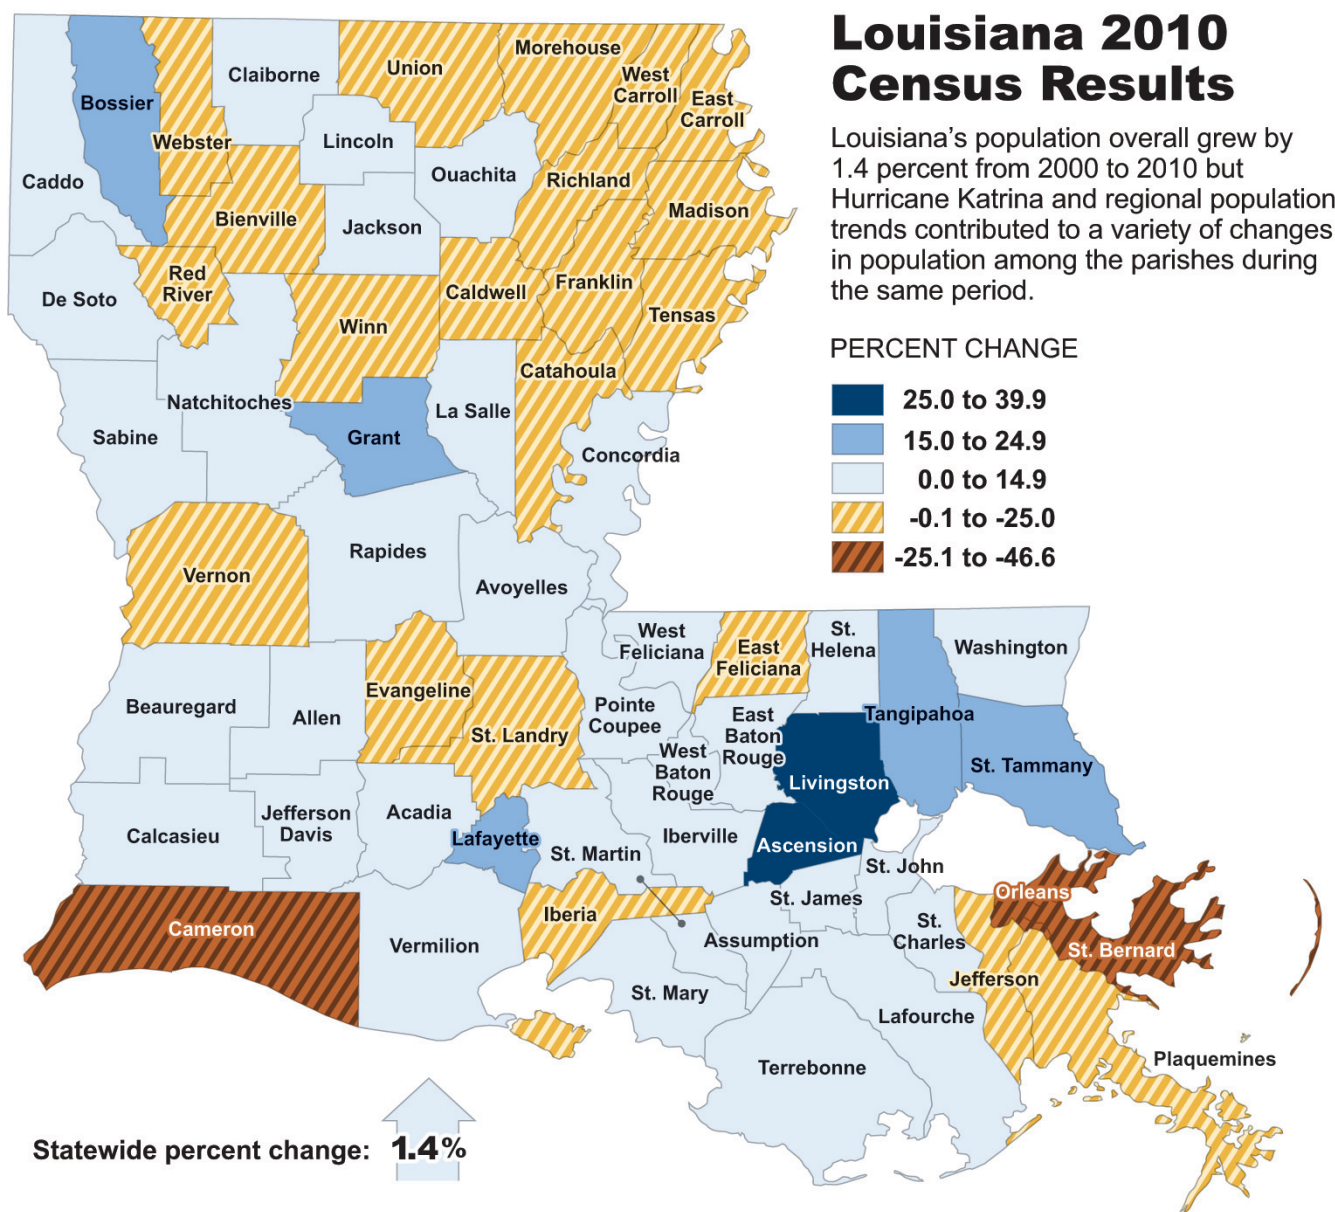 Louisiana 2010
Census Results
Louisiana's population overall grew by
1.4 percent from 2000 to 2010 but
Hurricane Katrina and regional population
trends contributed to a variety of changes
in population among the parishes during
the same period.
PERCENT CHANGE
25.0 to 39.9
15.0 to 24.9
0.0 to 14.9
-0.1 to -25.0
-25.1 to -46.6
Morehouse
Union
Claiborne
West
Carroll
East
Carroll
Bossier
Webster
Lincoln
Ouachita
Caddo
Richland
Madison
Bienville
Jackson
Red
River
De Soto
Caldwell
Franklin
Tensas
Winn
Catahoula
Natchitoches
La Salle
Sabine
Grant
Concordia
Rapides
Vernon
Avoyelles
West
Feliciana
East
Feliciana
St.
Helena
Washington
Evangeline
Beauregard
Allen
Pointe
Coupee
St. Landry
East
Baton
Rouge
Tangipahoa
West
Baton
Rouge
St. Tammany
Livingston
Jefferson
Davis
Acadia
Calcasieu
Lafayette
Iberville
Ascension
St. Martin
St. John
Orleans
St. James
Iberia
Cameron
St.
Charles
Vermilion
Assumption
St. Bernard
Jefferson
St. Mary
Lafourche
Plaquemines
Terrebonne
Statewide percent change: 1.4%